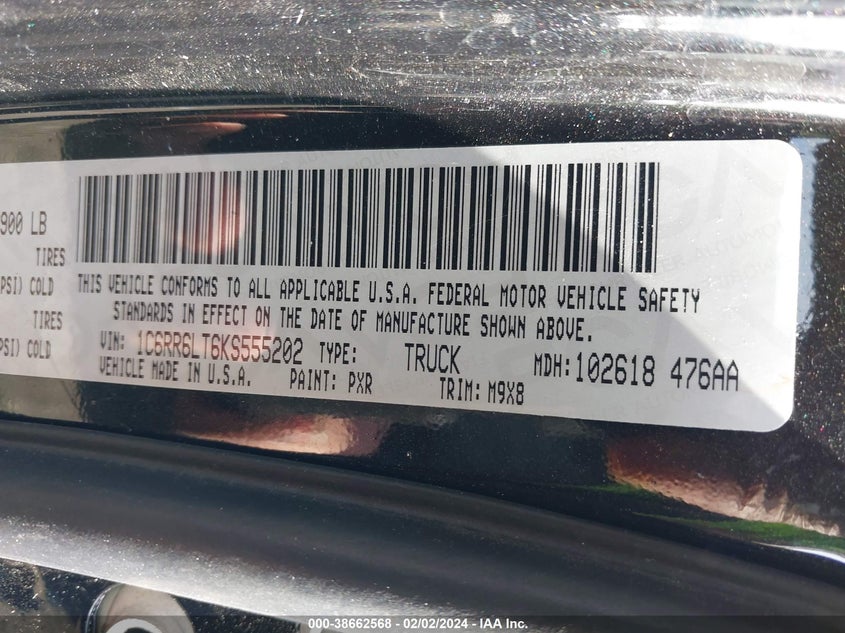 900 LB
TIRES
PSI) COLD
TIRES
PSI) COLD
THIS VEHICLE CONFORMS TO ALL APPLICABLE U.S.A. FEDERAL MOTOR VEHICLE SAFETY
STANDARDS IN EFFECT ON THE DATE OF MANUFACTURE SHOWN ABOVE.
VIN: 1C6RR6LT6KS555202 TYPE: TRUCK MDH:102618 476AA
VEHICLE MADE IN U.S.A. PAINT: PXR TRIM: M9X8
000-38662568 - 02/02/2024 - IAA Inc.